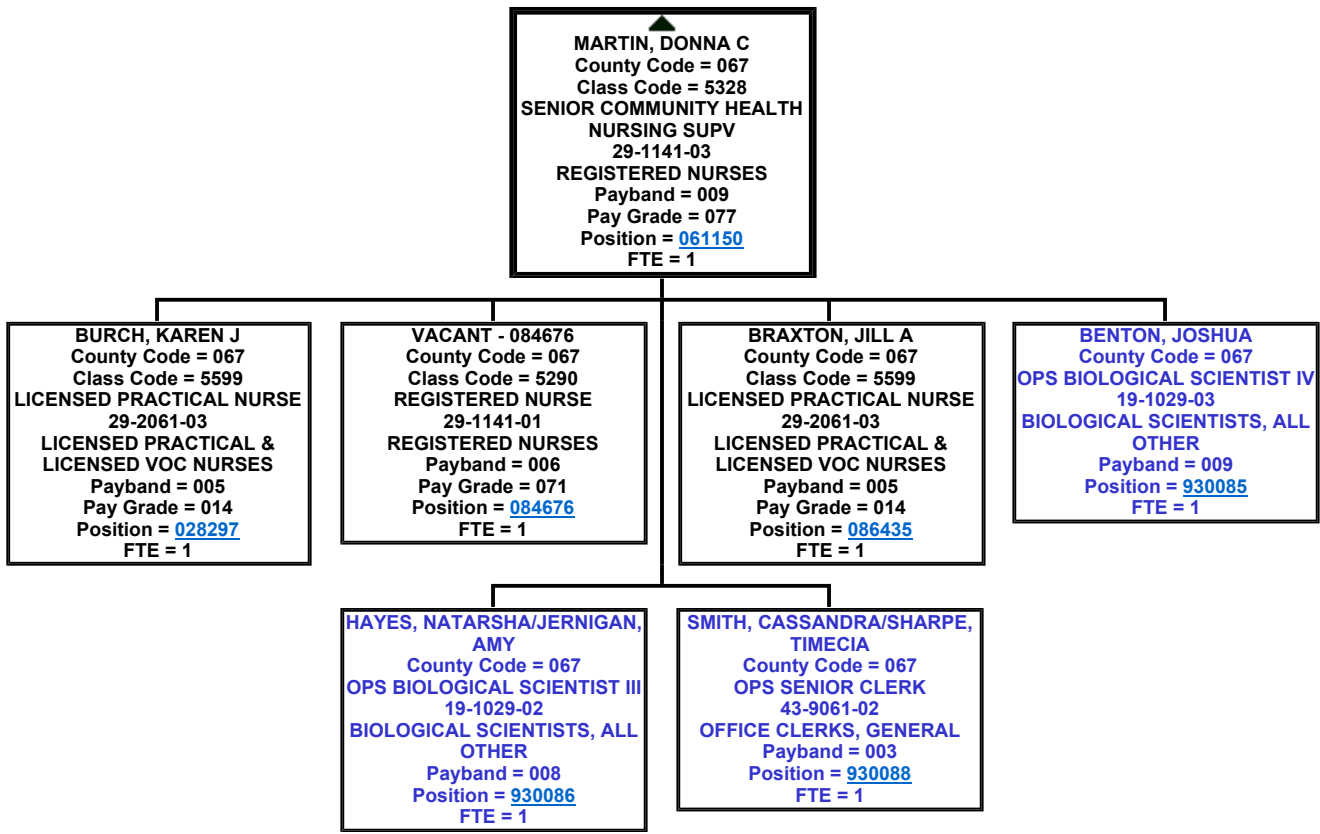 MARTIN, DONNA C
County Code = 067
Class Code = 5328
SENIOR COMMUNITY HEALTH
NURSING SUPV
29-1141-03
REGISTERED NURSES
Payband = 009
Pay Grade = 077
Position = 061150
FTE = 1
BURCH, KAREN J
County Code = 067
Class Code = 5599
LICENSED PRACTICAL NURSE
29-2061-03
LICENSED PRACTICAL &
LICENSED VOC NURSES
Payband = 005
Pay Grade = 014
Position = 028297
FTE = 1
VACANT - 084676
County Code = 067
Class Code = 5290
REGISTERED NURSE
29-1141-01
REGISTERED NURSES
Payband = 006
Pay Grade = 071
Position = 084676
FTE = 1
BRAXTON, JILL A
County Code = 067
Class Code = 5599
LICENSED PRACTICAL NURSE
29-2061-03
LICENSED PRACTICAL &
LICENSED VOC NURSES
Payband = 005
Pay Grade = 014
Position = 086435
FTE = 1
BENTON, JOSHUA
County Code = 067
OPS BIOLOGICAL SCIENTIST IV
19-1029-03
BIOLOGICAL SCIENTISTS, ALL
OTHER
Payband = 009
Position = 930085
FTE = 1
HAYES, NATARSHA/JERNIGAN,
AMY
County Code = 067
OPS BIOLOGICAL SCIENTIST III
19-1029-02
BIOLOGICAL SCIENTISTS, ALL
OTHER
Payband = 008
Position = 930086
FTE = 1
SMITH, CASSANDRA/SHARPE,
TIMECIA
County Code = 067
OPS SENIOR CLERK
43-9061-02
OFFICE CLERKS, GENERAL
Payband = 003
Position = 930088
FTE = 1